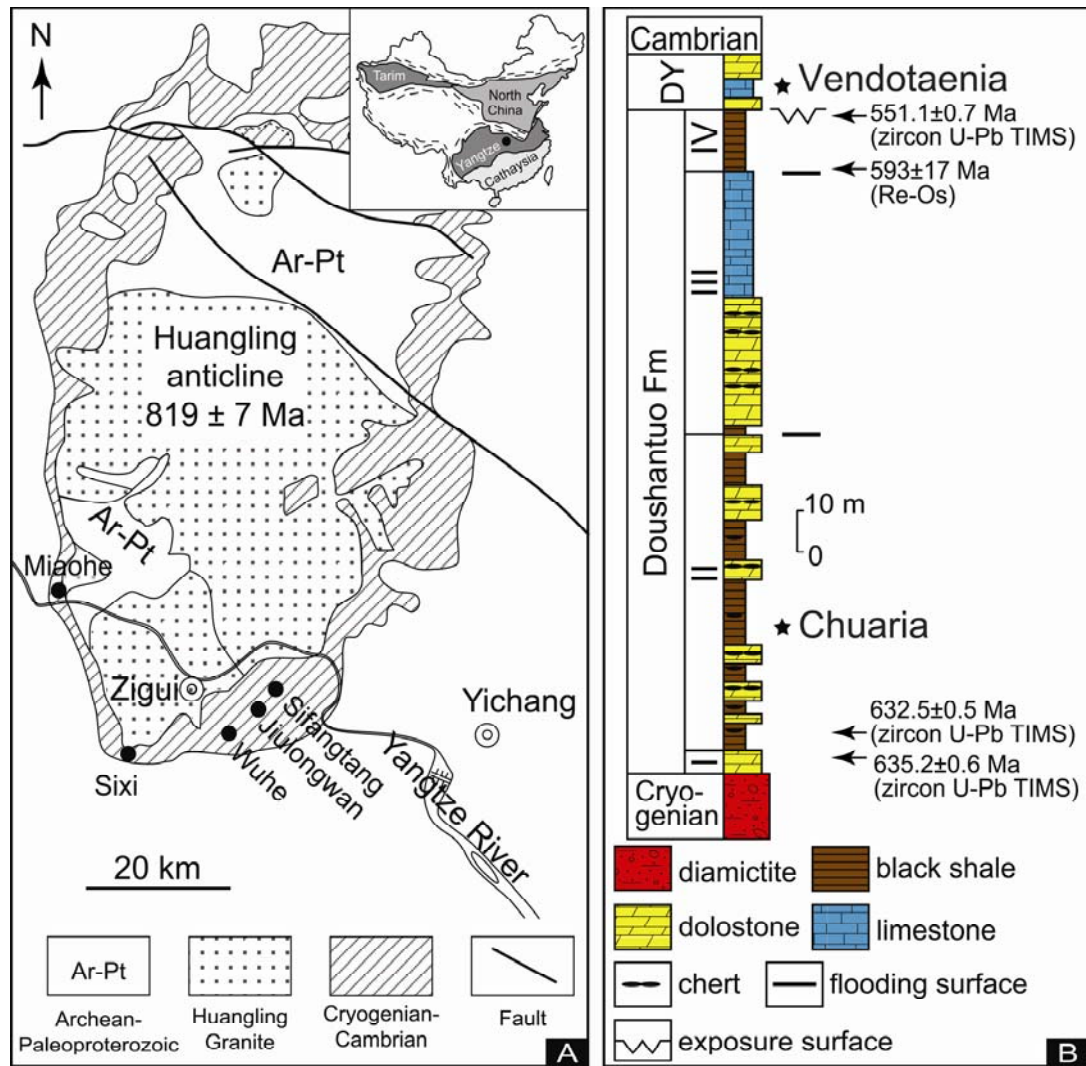 N
Tarim
North
China
Yangtze
Cathaysia
Ar-Pt
Huangling
anticline
819 ± 7 Ma
Ar-Pt
Miaohe
Zigui
Sifangtang
Jiulongwan
Wuhe
Sixi
Yichang
Yangtze River
20 km
Ar-Pt
Archean-
Paleoproterozoic
Huangling
Granite
Cryogenian-
Cambrian
Fault
A
Cambrian
DY
Vendotaenia
551.1±0.7 Ma
(zircon U-Pb TIMS)
IV
593±17 Ma
(Re-Os)
III
Doushantuo Fm
10 m
0
II
Chuaria
632.5±0.5 Ma
(zircon U-Pb TIMS)
I
635.2±0.6 Ma
(zircon U-Pb TIMS)
Cryo-
genian
diamictite
black shale
dolostone
limestone
chert
flooding surface
exposure surface
B